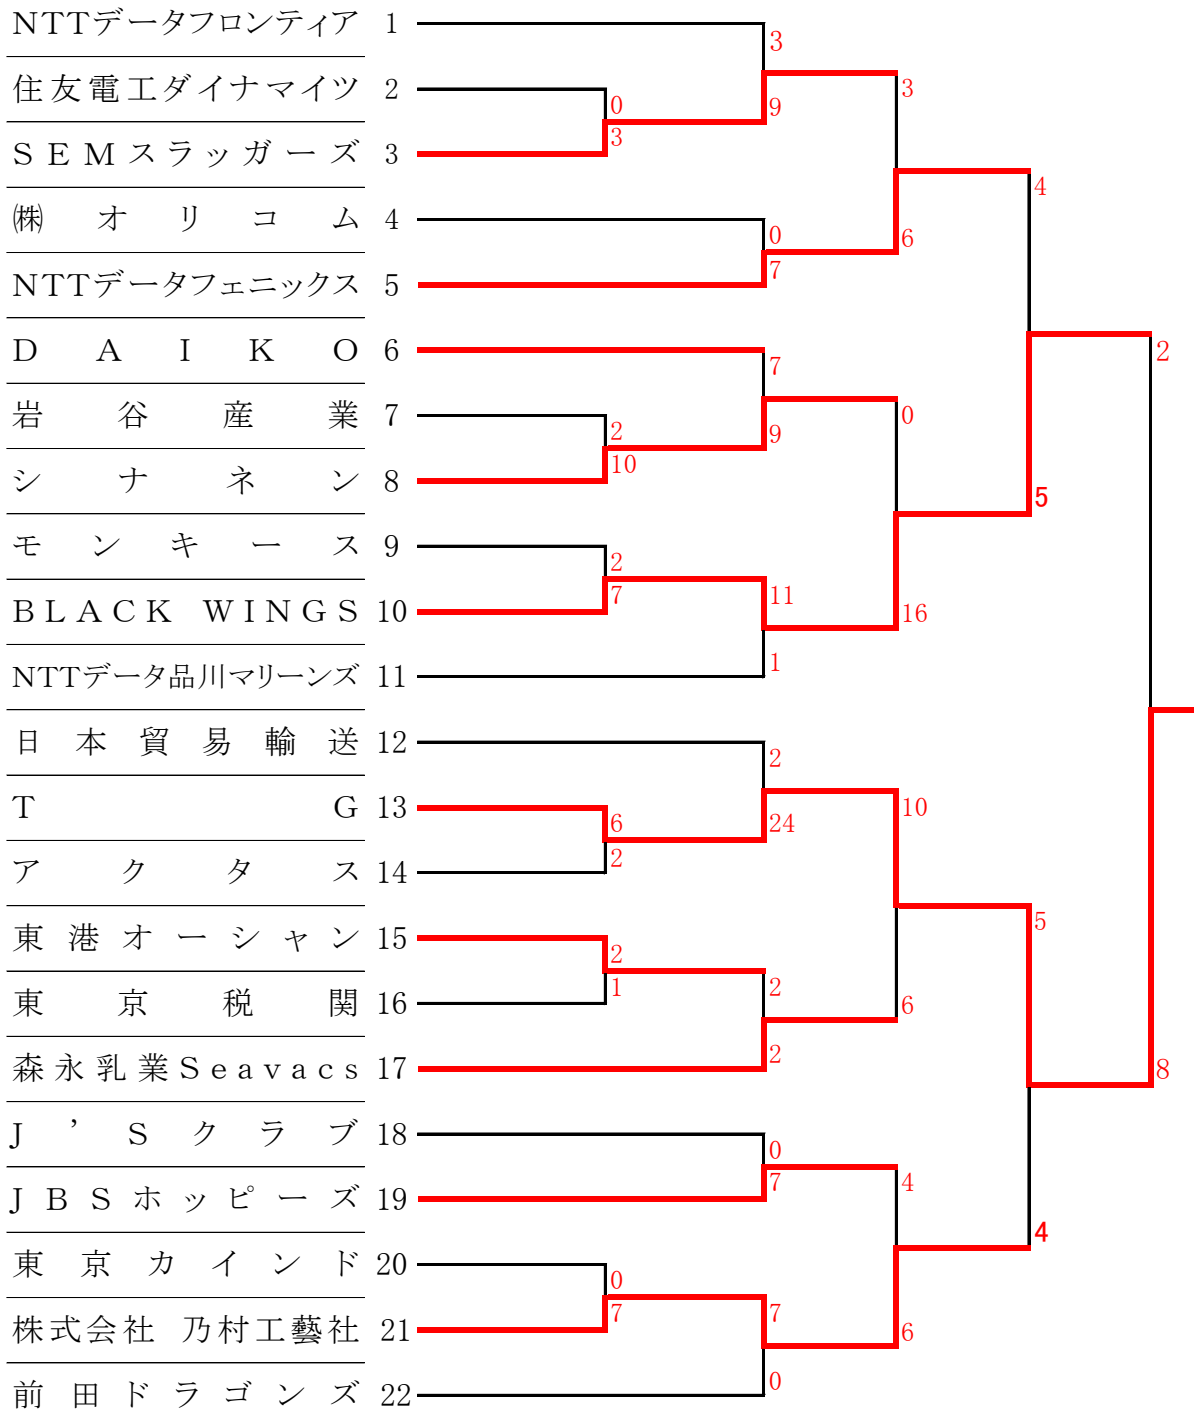 NTTデータフロンティア 1
3
住友電工ダイナマイツ 2
3
0
9
3
SEMスラッガーズ 3
4
㈱オリコム 4
0
6
7
NTTデータフェニックス 5
DAIKO 6
2
7
岩谷産業 7
0
2
9
10
シナネン 8
5
モンキース 9
2
7
11
BLACK WINGS 10
16
1
NTTデータ品川マリーンズ 11
日本貿易輸送 12
2
TG 13
10
6
24
2
アクタス 14
5
東港オーシャン 15
2
1
2
東京税関 16
6
2
森永乳業Seavacs 17
8
J’Sクラブ 18
0
7
4
JBSホッピーズ 19
4
東京カインド 20
0
7
7
株式会社 乃村工藝社 21
6
0
前田ドラゴンズ 22